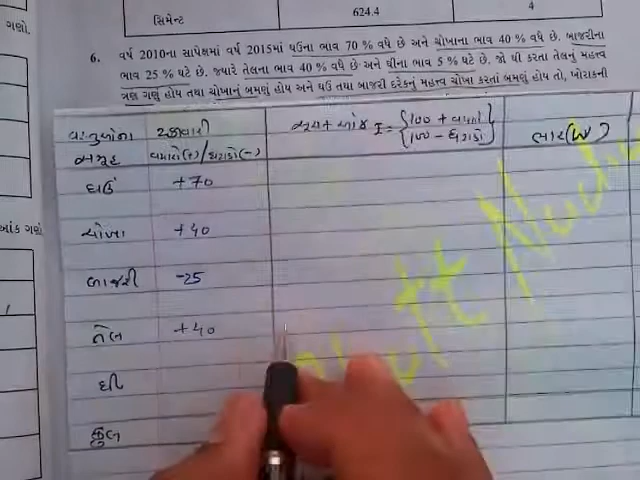 ગણો.
સિમેન્ટ 624.4 4
6. વર્ષ 2010ના સાપેક્ષમાં વર્ષ 2015માં ઘઉંના ભાવ 70 % વધે છે અને ચોખાના ભાવ 40 % વધે છે. બાજરીના
ભાવ 25 % ઘટે છે. જ્યારે તેલના ભાવ 40 % વધે છે અને ઘીના ભાવ 5 % ઘટે છે. જો ઘી કરતા તેલનું મહત્ત્વ
ત્રણ ગણું હોય તથા ચોખાનું બમણું હોય અને ઘઉં તથા બાજરી દરેકનું મહત્ત્વ ચોખા કરતાં બમણું હોય તો, ખોરાકની
વસ્તુઓના ટકાવારી સૂચક આંક I = {100 + વધારો ભાર (W)
સમૂહ વધારો(+)/ઘટાડો(-) {100 - ઘટાડો}
ઘઉં +70
આંક ગણો
ચોખા +40
બાજરી -25
તેલ +40
ઘી
કુલ